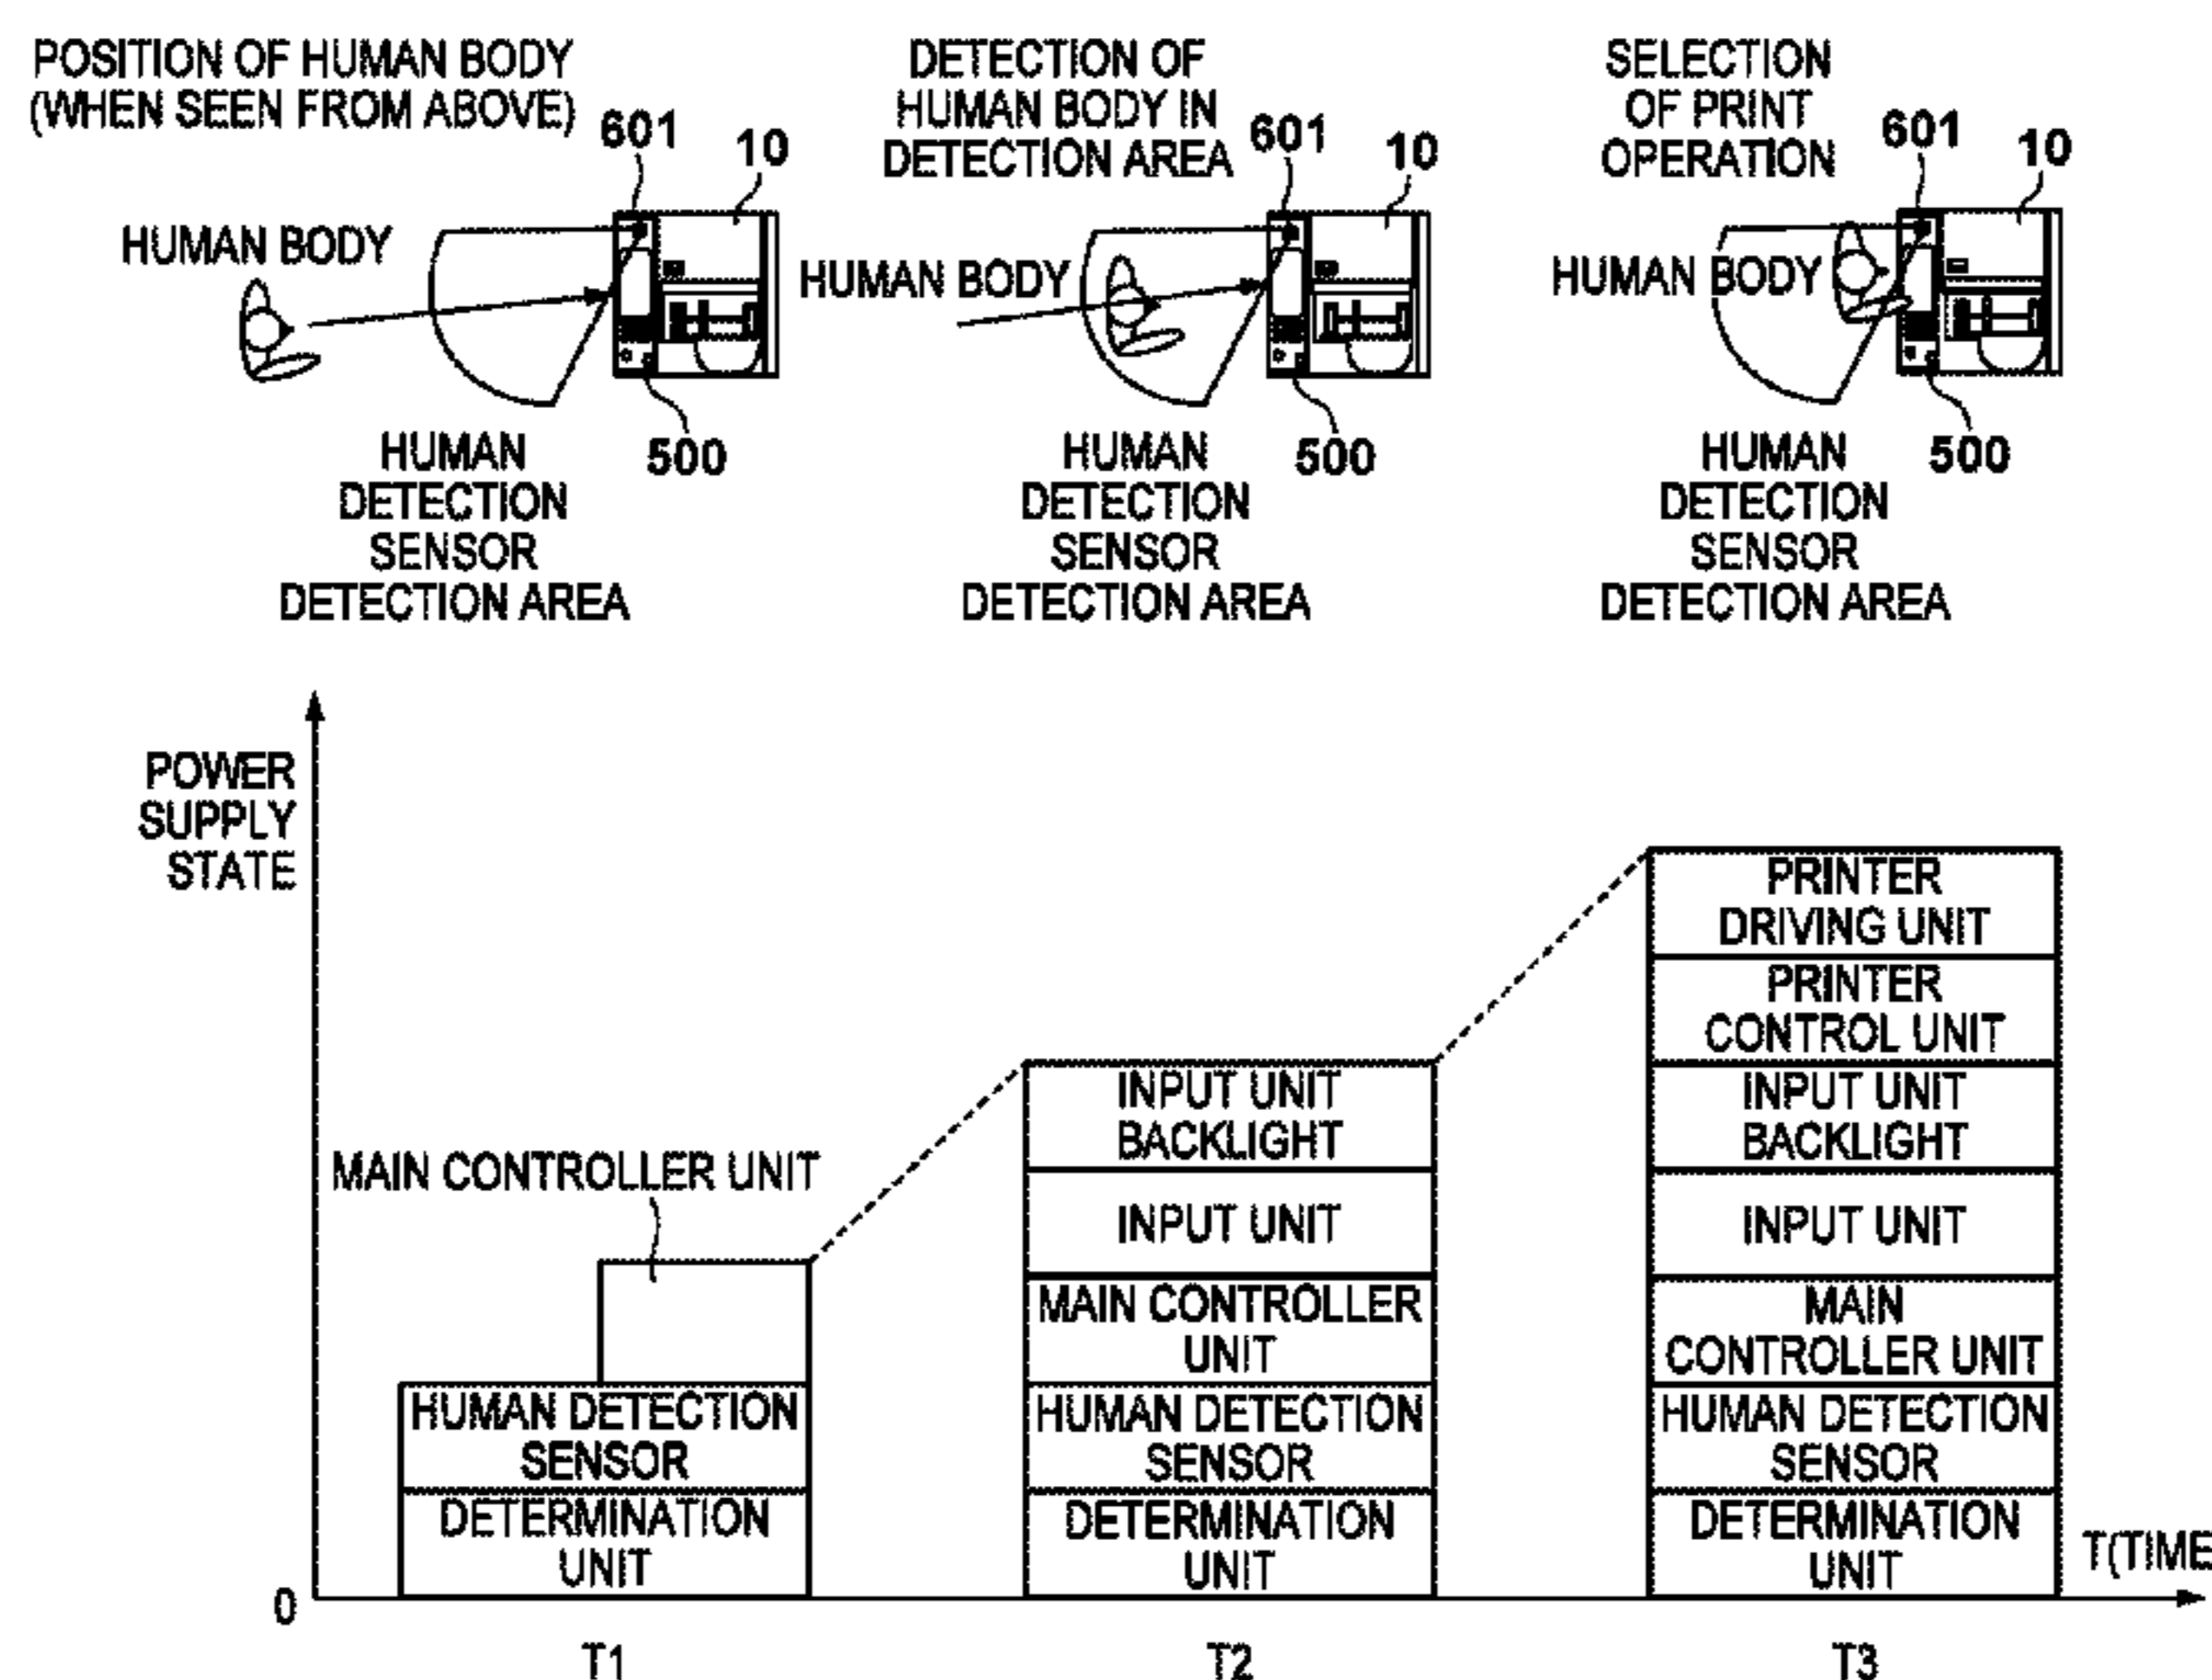 POSITION OF HUMAN BODY
(WHEN SEEN FROM ABOVE)
601
10
HUMAN BODY
500
HUMAN
DETECTION
SENSOR
DETECTION AREA
DETECTION OF
HUMAN BODY IN
DETECTION AREA
601
10
HUMAN BODY
500
HUMAN
DETECTION
SENSOR
DETECTION AREA
SELECTION
OF PRINT
OPERATION
601
10
HUMAN BODY
500
HUMAN
DETECTION
SENSOR
DETECTION AREA
POWER
SUPPLY
STATE
MAIN CONTROLLER UNIT
HUMAN DETECTION
SENSOR
DETERMINATION
UNIT
INPUT UNIT
BACKLIGHT
INPUT UNIT
MAIN CONTROLLER
UNIT
HUMAN DETECTION
SENSOR
DETERMINATION
UNIT
PRINTER
DRIVING UNIT
PRINTER
CONTROL UNIT
INPUT UNIT
BACKLIGHT
INPUT UNIT
MAIN
CONTROLLER UNIT
HUMAN DETECTION
SENSOR
DETERMINATION
UNIT
T(TIME
0
T1
T2
T3